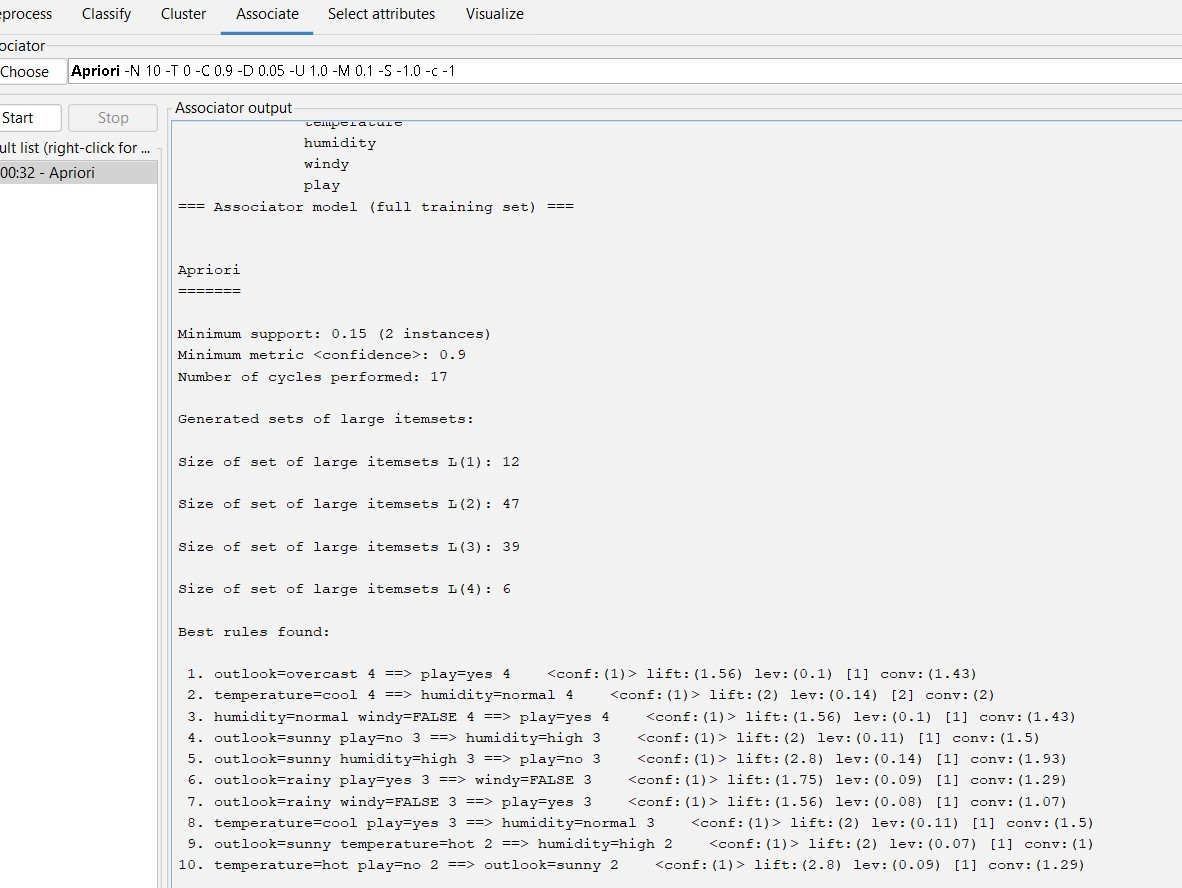 eprocess Classify Cluster Associate Select attributes Visualize
ociator
Choose Apriori -N 10 -T 0 -C 0.9 -D 0.05 -U 1.0 -M 0.1 -S -1.0 -c -1
Start Stop Associator output
ult list (right-click for ...
00:32 - Apriori
temperature
humidity
windy
play
=== Associator model (full training set) ===
Apriori
=======
Minimum support: 0.15 (2 instances)
Minimum metric <confidence>: 0.9
Number of cycles performed: 17
Generated sets of large itemsets:
Size of set of large itemsets L(1): 12
Size of set of large itemsets L(2): 47
Size of set of large itemsets L(3): 39
Size of set of large itemsets L(4): 6
Best rules found:
1. outlook=overcast 4 ==> play=yes 4 <conf:(1)> lift:(1.56) lev:(0.1) [1] conv:(1.43)
2. temperature=cool 4 ==> humidity=normal 4 <conf:(1)> lift:(2) lev:(0.14) [2] conv:(2)
3. humidity=normal windy=FALSE 4 ==> play=yes 4 <conf:(1)> lift:(1.56) lev:(0.1) [1] conv:(1.43)
4. outlook=sunny play=no 3 ==> humidity=high 3 <conf:(1)> lift:(2) lev:(0.11) [1] conv:(1.5)
5. outlook=sunny humidity=high 3 ==> play=no 3 <conf:(1)> lift:(2.8) lev:(0.14) [1] conv:(1.93)
6. outlook=rainy play=yes 3 ==> windy=FALSE 3 <conf:(1)> lift:(1.75) lev:(0.09) [1] conv:(1.29)
7. outlook=rainy windy=FALSE 3 ==> play=yes 3 <conf:(1)> lift:(1.56) lev:(0.08) [1] conv:(1.07)
8. temperature=cool play=yes 3 ==> humidity=normal 3 <conf:(1)> lift:(2) lev:(0.11) [1] conv:(1.5)
9. outlook=sunny temperature=hot 2 ==> humidity=high 2 <conf:(1)> lift:(2) lev:(0.07) [1] conv:(1)
10. temperature=hot play=no 2 ==> outlook=sunny 2 <conf:(1)> lift:(2.8) lev:(0.09) [1] conv:(1.29)